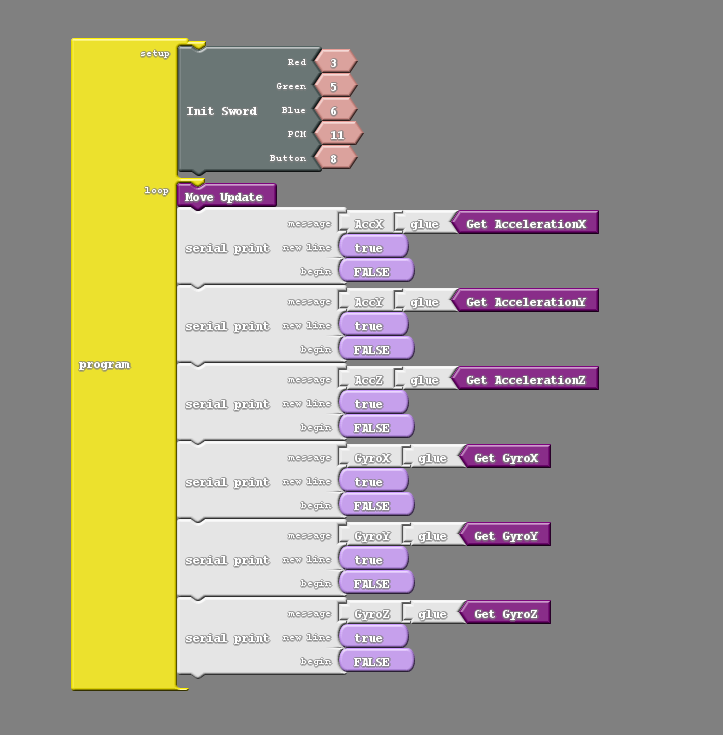 setup
Init Sword
Red 3
Green 5
Blue 6
PCM 11
Button 8
loop
Move Update
program
serial print
message AccX glue Get AccelerationX
new line true
begin FALSE
serial print
message AccY glue Get AccelerationY
new line true
begin FALSE
serial print
message AccZ glue Get AccelerationZ
new line true
begin FALSE
serial print
message GyroX glue Get GyroX
new line true
begin FALSE
serial print
message GyroY glue Get GyroY
new line true
begin FALSE
serial print
message GyroZ glue Get GyroZ
new line true
begin FALSE